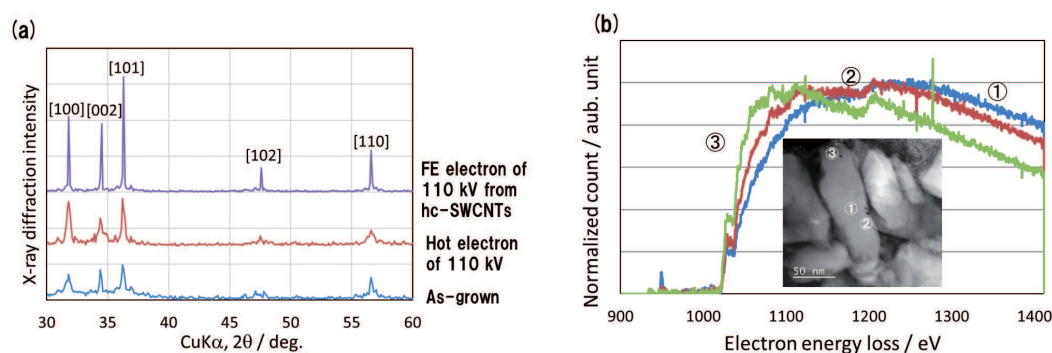 (a)
X-ray diffraction intensity
[100]
[002]
[101]
[102]
[110]
FE electron of
110 kV from
hc-SWCNTs
Hot electron
of 110 kV
As-grown
30 35 40 45 50 55 60
CuKα, 2θ / deg.
(b)
Normalized count / aub. unit
①
②
③
③
①
②
50 nm
900 1000 1100 1200 1300 1400
Electron energy loss / eV